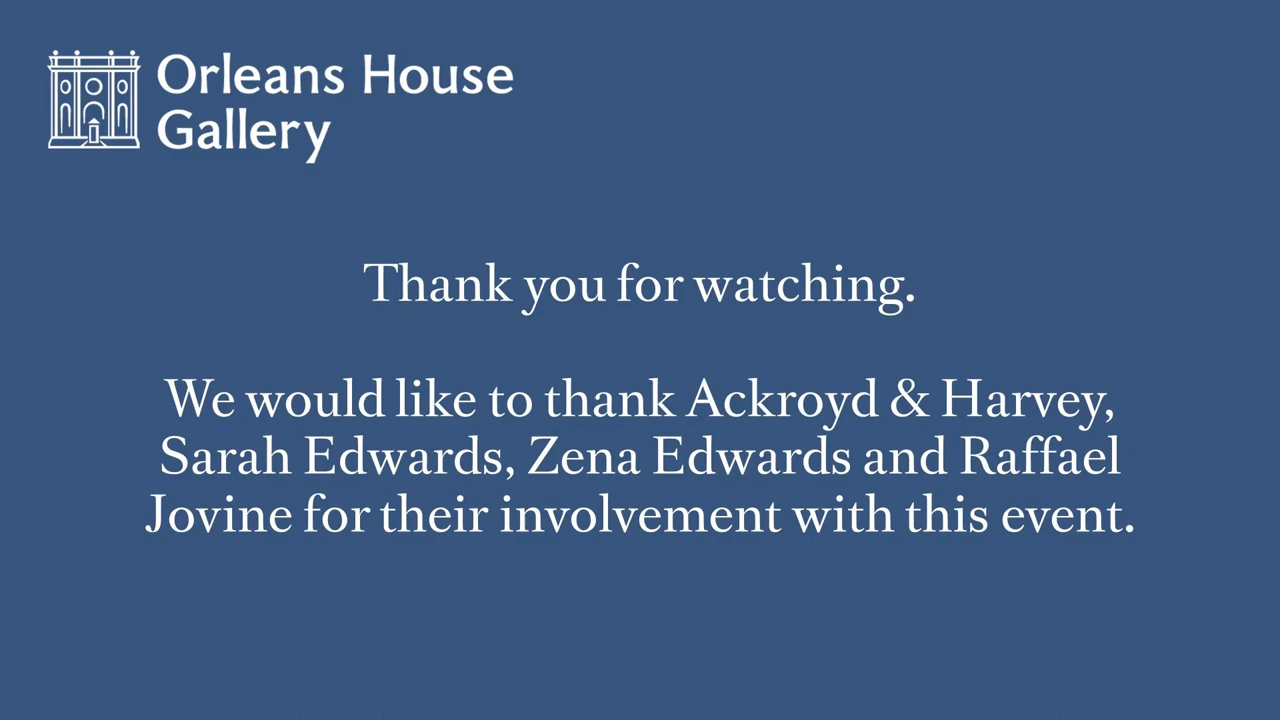 Orleans House
Gallery
Thank you for watching.
We would like to thank Ackroyd & Harvey,
Sarah Edwards, Zena Edwards and Raffael
Jovine for their involvement with this event.